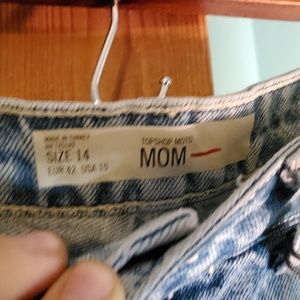 MADE IN TURKEY
SIZE 14
EUR 42 USA 10
TOPSHOP MOTO
MOM